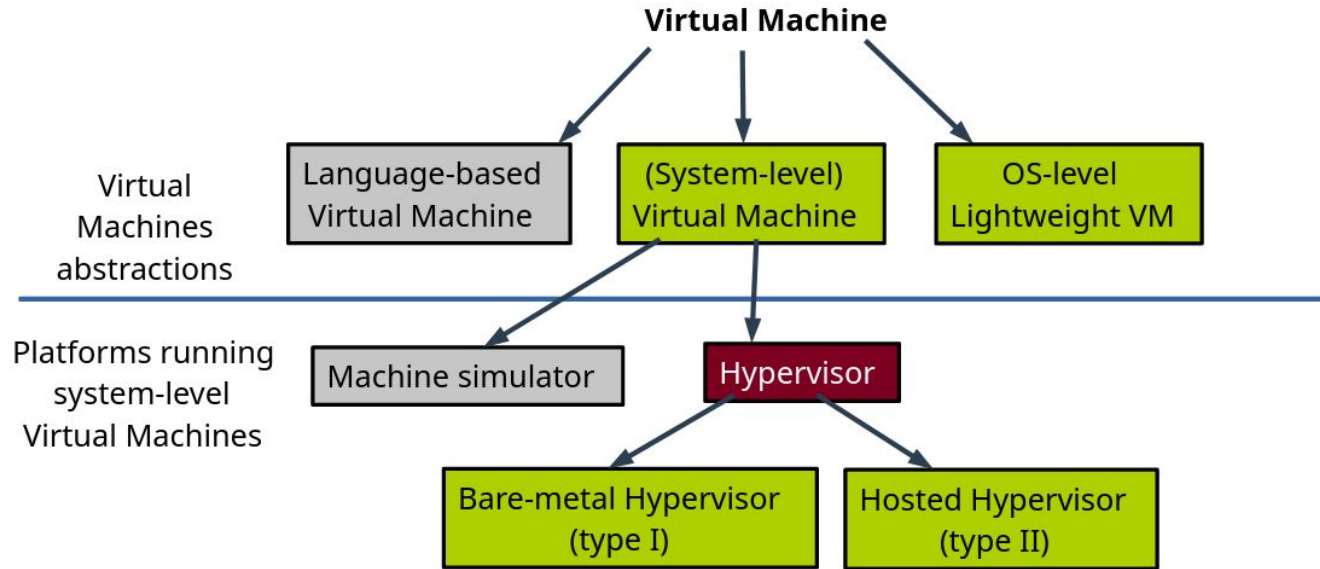 Virtual Machine
Language-based
Virtual Machine
(System-level)
Virtual Machine
OS-level
Lightweight VM
Virtual
Machines
abstractions
Platforms running
system-level
Virtual Machines
Machine simulator
Hypervisor
Bare-metal Hypervisor
(type I)
Hosted Hypervisor
(type II)